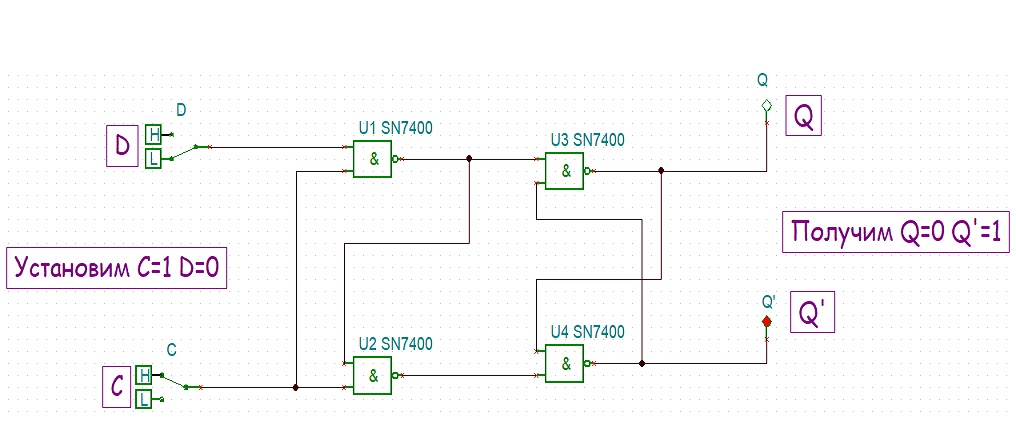 Q
D
Q
H
U1 SN7400
U3 SN7400
D
L
&
&
Получим Q=0 Q'=1
Установим C=1 D=0
Q'
Q'
C
U2 SN7400
U4 SN7400
H
&
&
C
L